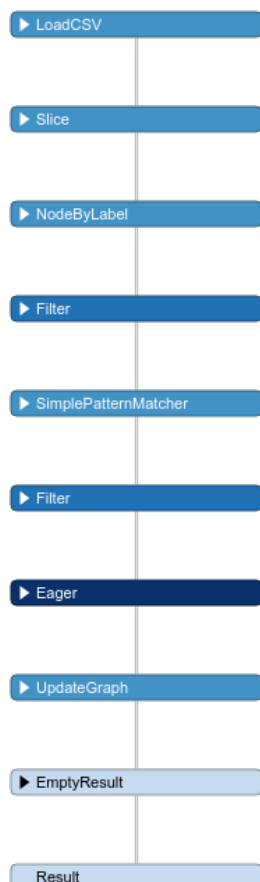 LoadCSV
Slice
NodeByLabel
Filter
SimplePatternMatcher
Filter
Eager
UpdateGraph
EmptyResult
Result